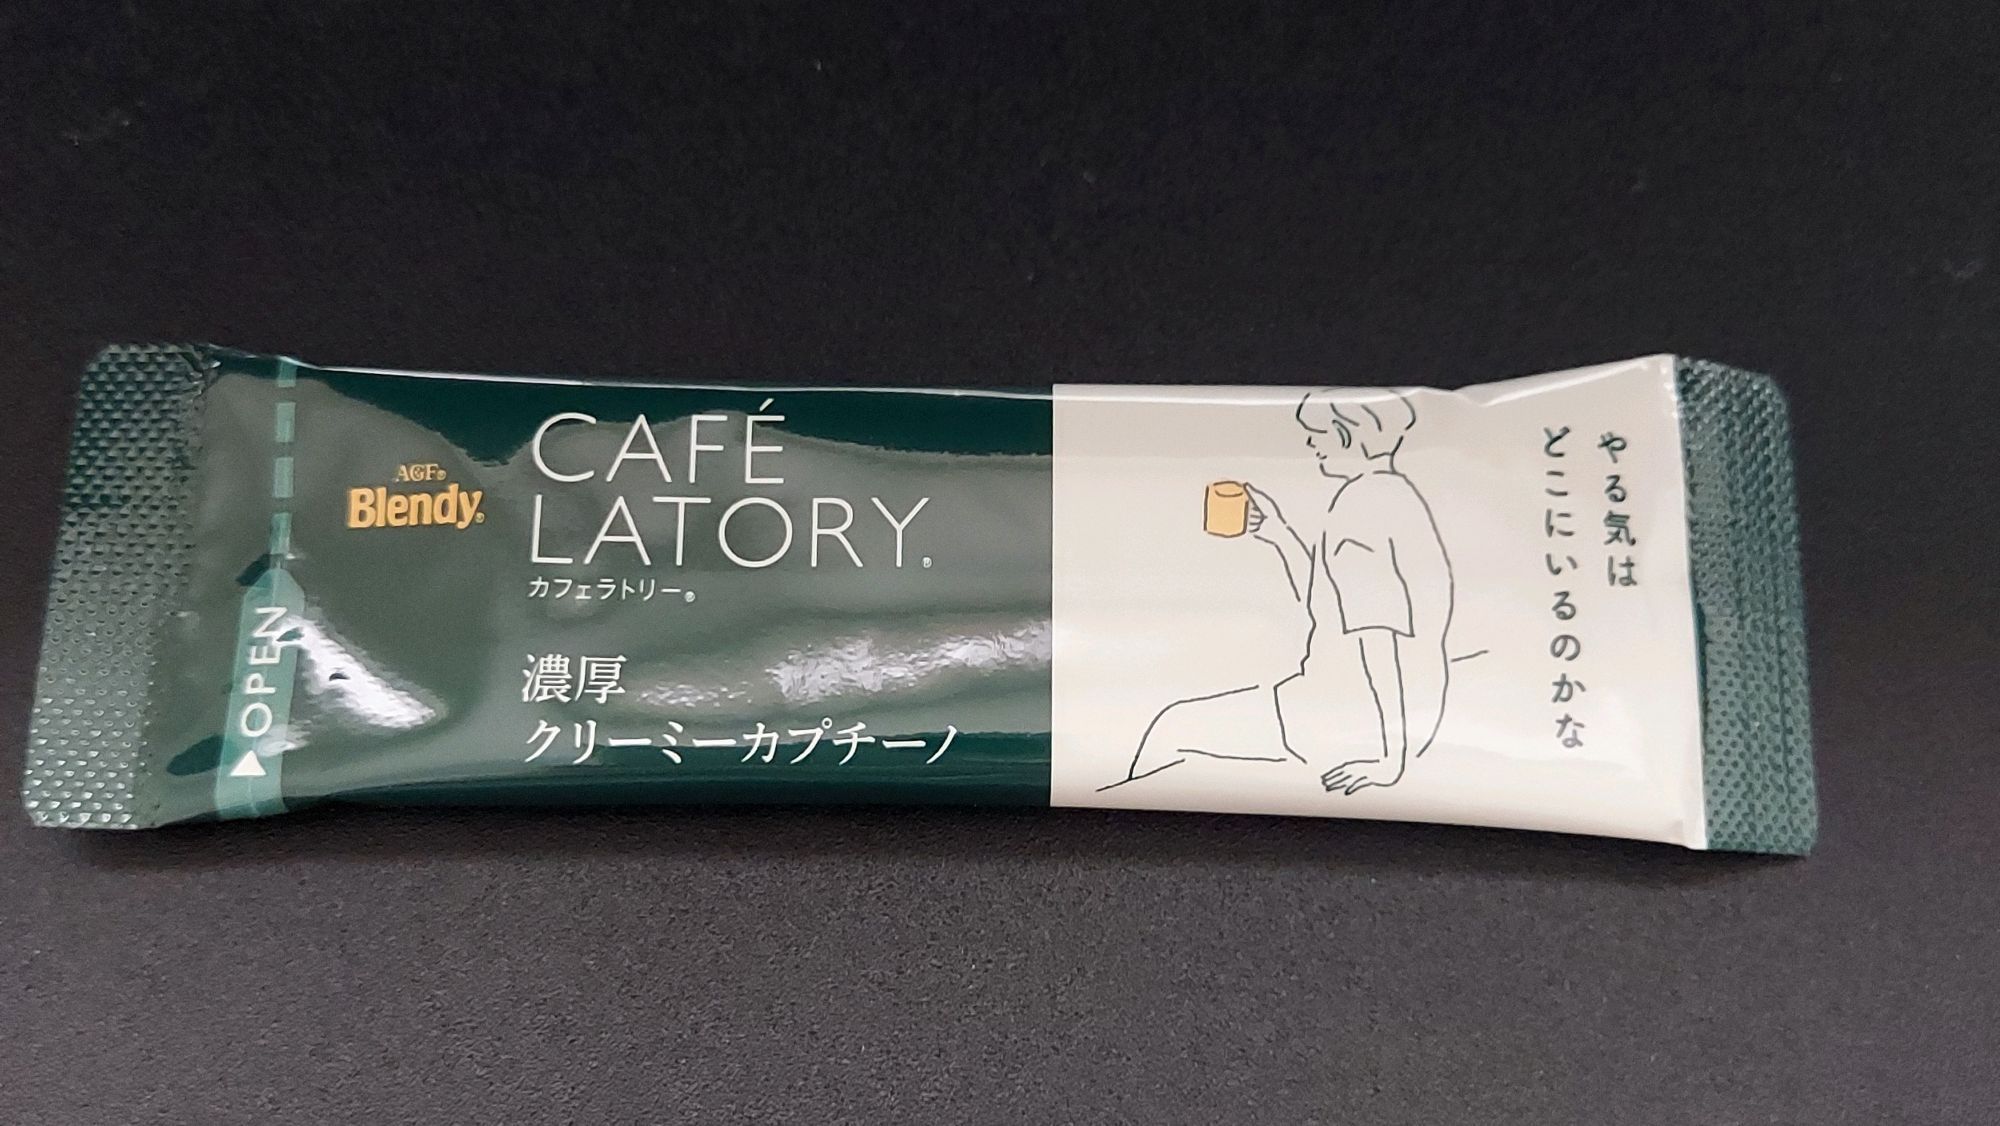 AGF®
Blendy®
CAFÉ
LATORY®
カフェラトリー®
濃厚
クリーミーカプチーノ
▲OPEN
やる気は
どこにいるのかな